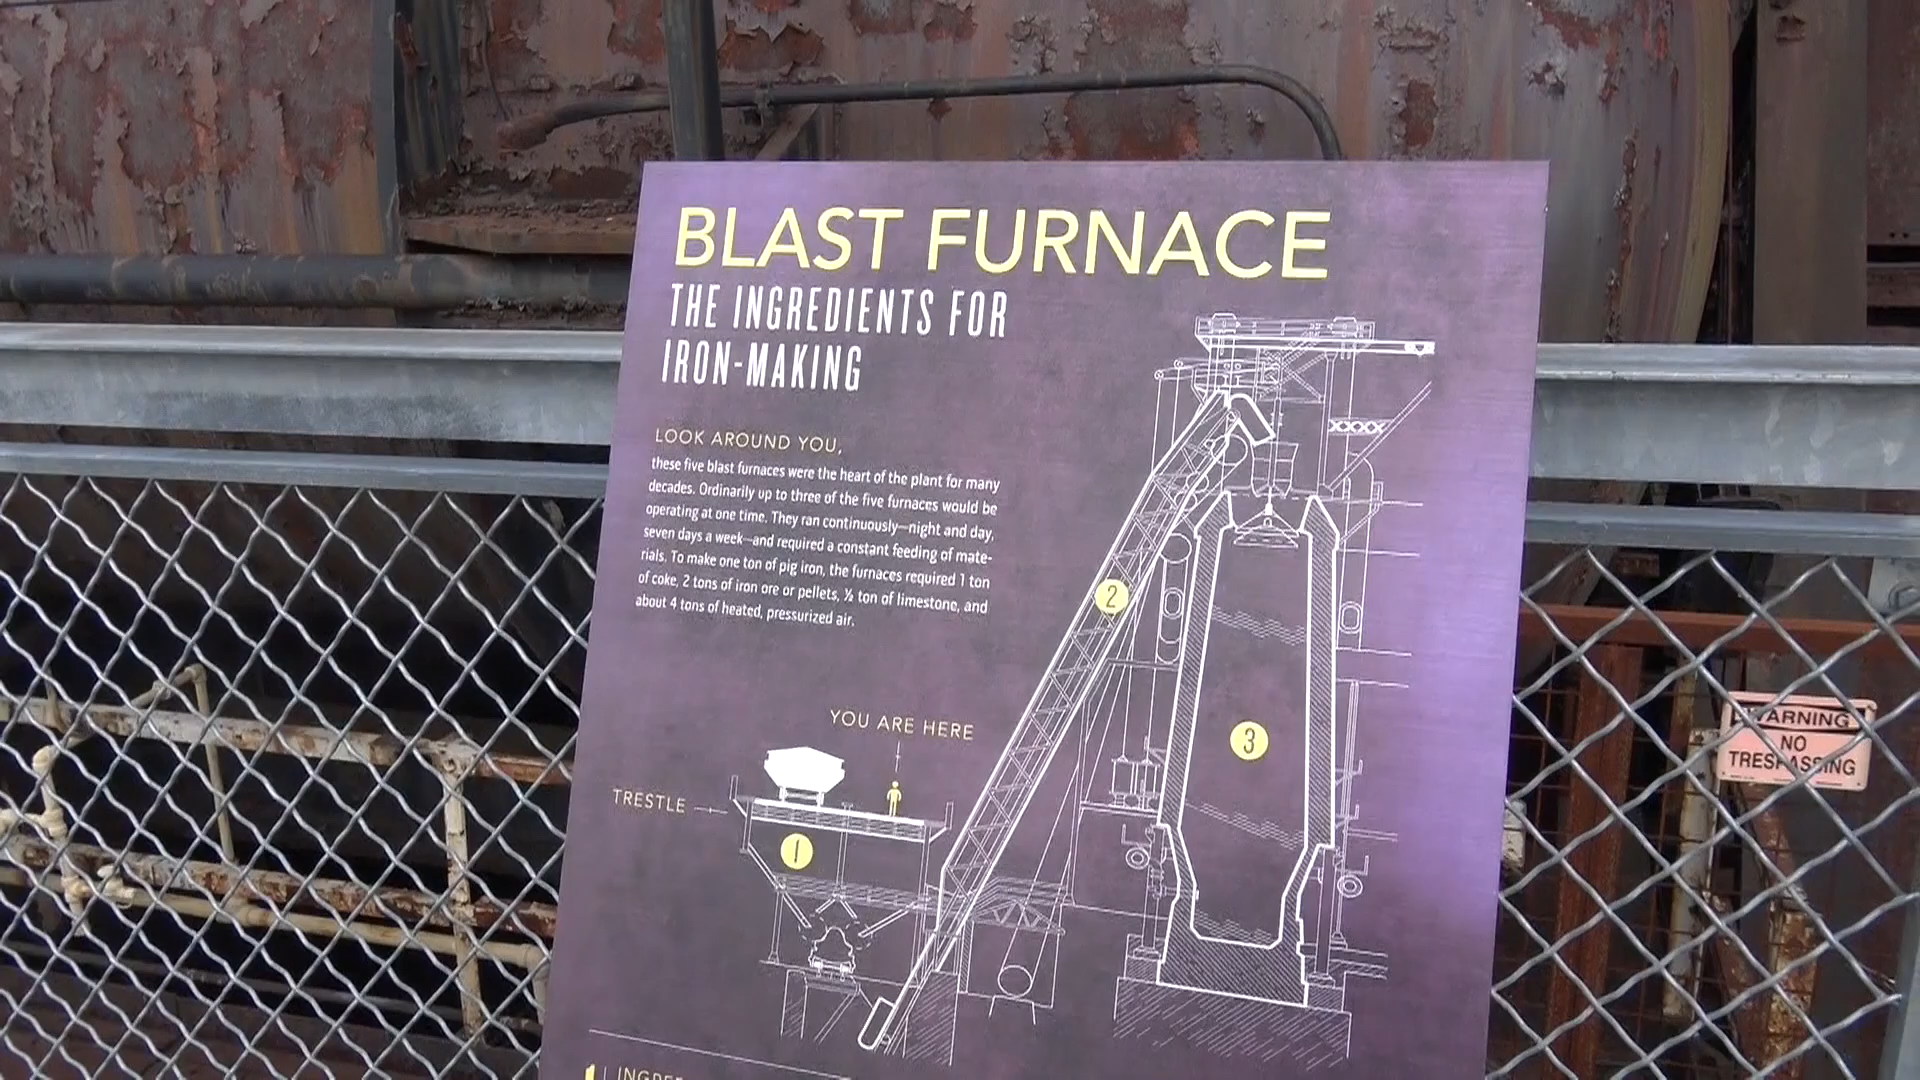 BLAST FURNACE
THE INGREDIENTS FOR
IRON-MAKING
LOOK AROUND YOU,
these five blast furnaces were the heart of the plant for many
decades. Ordinarily up to three of the five furnaces would be
operating at one time. They ran continuously—night and day,
seven days a week—and required a constant feeding of mate-
rials. To make one ton of pig iron, the furnaces required 1 ton
of coke, 2 tons of iron ore or pellets, ½ ton of limestone, and
about 4 tons of heated, pressurized air.
2
YOU ARE HERE
3
TRESTLE
1
WARNING
NO
TRESPASSING
1